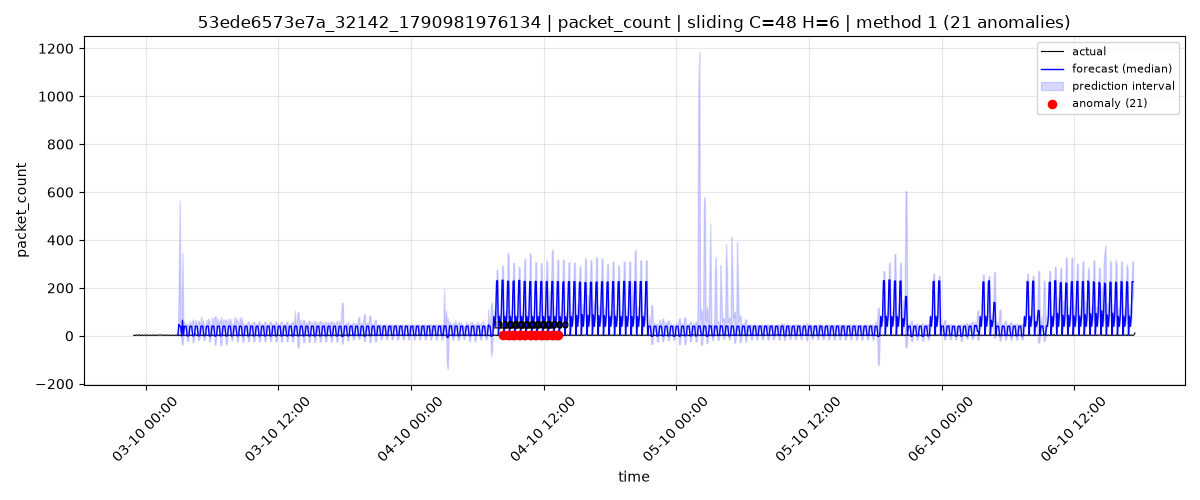 53ede6573e7a_32142_1790981976134 | packet_count | sliding C=48 H=6 | method 1 (21 anomalies)
actual
forecast (median)
prediction interval
anomaly (21)
packet_count
1200
1000
800
600
400
200
0
−200
03-10 00:00
03-10 12:00
04-10 00:00
04-10 12:00
05-10 00:00
05-10 12:00
06-10 00:00
06-10 12:00
time